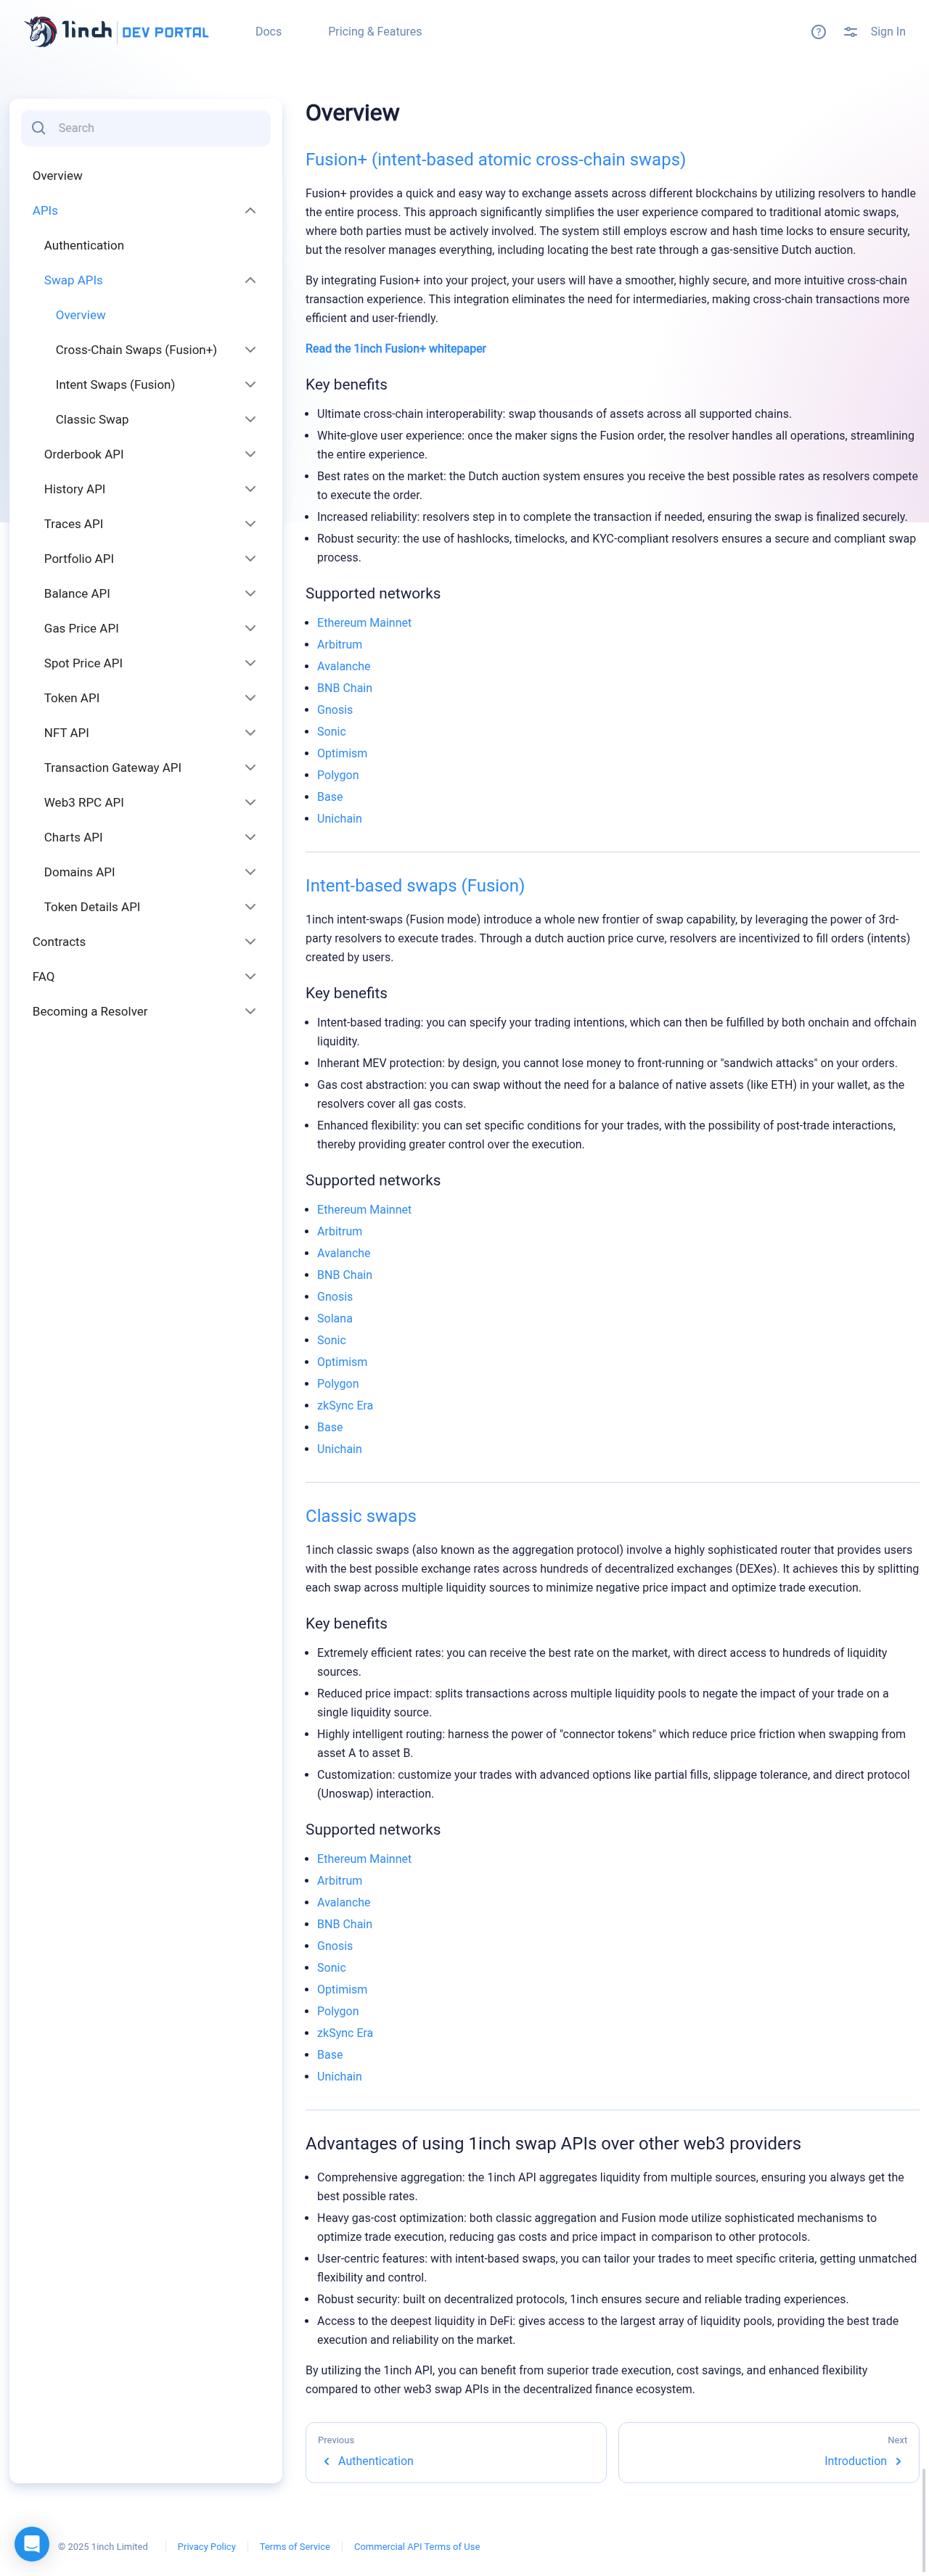 1inch DEV PORTAL
Docs
Pricing & Features
Sign In
Search
Overview
APIs
Authentication
Swap APIs
Overview
Cross-Chain Swaps (Fusion+)
Intent Swaps (Fusion)
Classic Swap
Orderbook API
History API
Traces API
Portfolio API
Balance API
Gas Price API
Spot Price API
Token API
NFT API
Transaction Gateway API
Web3 RPC API
Charts API
Domains API
Token Details API
Contracts
FAQ
Becoming a Resolver
Overview
Fusion+ (intent-based atomic cross-chain swaps)
Fusion+ provides a quick and easy way to exchange assets across different blockchains by utilizing resolvers to handle
the entire process. This approach significantly simplifies the user experience compared to traditional atomic swaps,
where both parties must be actively involved. The system still employs escrow and hash time locks to ensure security,
but the resolver manages everything, including locating the best rate through a gas-sensitive Dutch auction.
By integrating Fusion+ into your project, your users will have a smoother, highly secure, and more intuitive cross-chain
transaction experience. This integration eliminates the need for intermediaries, making cross-chain transactions more
efficient and user-friendly.
Read the 1inch Fusion+ whitepaper
Key benefits
• Ultimate cross-chain interoperability: swap thousands of assets across all supported chains.
• White-glove user experience: once the maker signs the Fusion order, the resolver handles all operations, streamlining
the entire experience.
• Best rates on the market: the Dutch auction system ensures you receive the best possible rates as resolvers compete
to execute the order.
• Increased reliability: resolvers step in to complete the transaction if needed, ensuring the swap is finalized securely.
• Robust security: the use of hashlocks, timelocks, and KYC-compliant resolvers ensures a secure and compliant swap
process.
Supported networks
• Ethereum Mainnet
• Arbitrum
• Avalanche
• BNB Chain
• Gnosis
• Sonic
• Optimism
• Polygon
• Base
• Unichain
Intent-based swaps (Fusion)
1inch intent-swaps (Fusion mode) introduce a whole new frontier of swap capability, by leveraging the power of 3rd-
party resolvers to execute trades. Through a dutch auction price curve, resolvers are incentivized to fill orders (intents)
created by users.
Key benefits
• Intent-based trading: you can specify your trading intentions, which can then be fulfilled by both onchain and offchain
liquidity.
• Inherant MEV protection: by design, you cannot lose money to front-running or "sandwich attacks" on your orders.
• Gas cost abstraction: you can swap without the need for a balance of native assets (like ETH) in your wallet, as the
resolvers cover all gas costs.
• Enhanced flexibility: you can set specific conditions for your trades, with the possibility of post-trade interactions,
thereby providing greater control over the execution.
Supported networks
• Ethereum Mainnet
• Arbitrum
• Avalanche
• BNB Chain
• Gnosis
• Solana
• Sonic
• Optimism
• Polygon
• zkSync Era
• Base
• Unichain
Classic swaps
1inch classic swaps (also known as the aggregation protocol) involve a highly sophisticated router that provides users
with the best possible exchange rates across hundreds of decentralized exchanges (DEXes). It achieves this by splitting
each swap across multiple liquidity sources to minimize negative price impact and optimize trade execution.
Key benefits
• Extremely efficient rates: you can receive the best rate on the market, with direct access to hundreds of liquidity
sources.
• Reduced price impact: splits transactions across multiple liquidity pools to negate the impact of your trade on a
single liquidity source.
• Highly intelligent routing: harness the power of "connector tokens" which reduce price friction when swapping from
asset A to asset B.
• Customization: customize your trades with advanced options like partial fills, slippage tolerance, and direct protocol
(Unoswap) interaction.
Supported networks
• Ethereum Mainnet
• Arbitrum
• Avalanche
• BNB Chain
• Gnosis
• Sonic
• Optimism
• Polygon
• zkSync Era
• Base
• Unichain
Advantages of using 1inch swap APIs over other web3 providers
• Comprehensive aggregation: the 1inch API aggregates liquidity from multiple sources, ensuring you always get the
best possible rates.
• Heavy gas-cost optimization: both classic aggregation and Fusion mode utilize sophisticated mechanisms to
optimize trade execution, reducing gas costs and price impact in comparison to other protocols.
• User-centric features: with intent-based swaps, you can tailor your trades to meet specific criteria, getting unmatched
flexibility and control.
• Robust security: built on decentralized protocols, 1inch ensures secure and reliable trading experiences.
• Access to the deepest liquidity in DeFi: gives access to the largest array of liquidity pools, providing the best trade
execution and reliability on the market.
By utilizing the 1inch API, you can benefit from superior trade execution, cost savings, and enhanced flexibility
compared to other web3 swap APIs in the decentralized finance ecosystem.
Previous
Authentication
Next
Introduction
© 2025 1inch Limited
Privacy Policy
Terms of Service
Commercial API Terms of Use